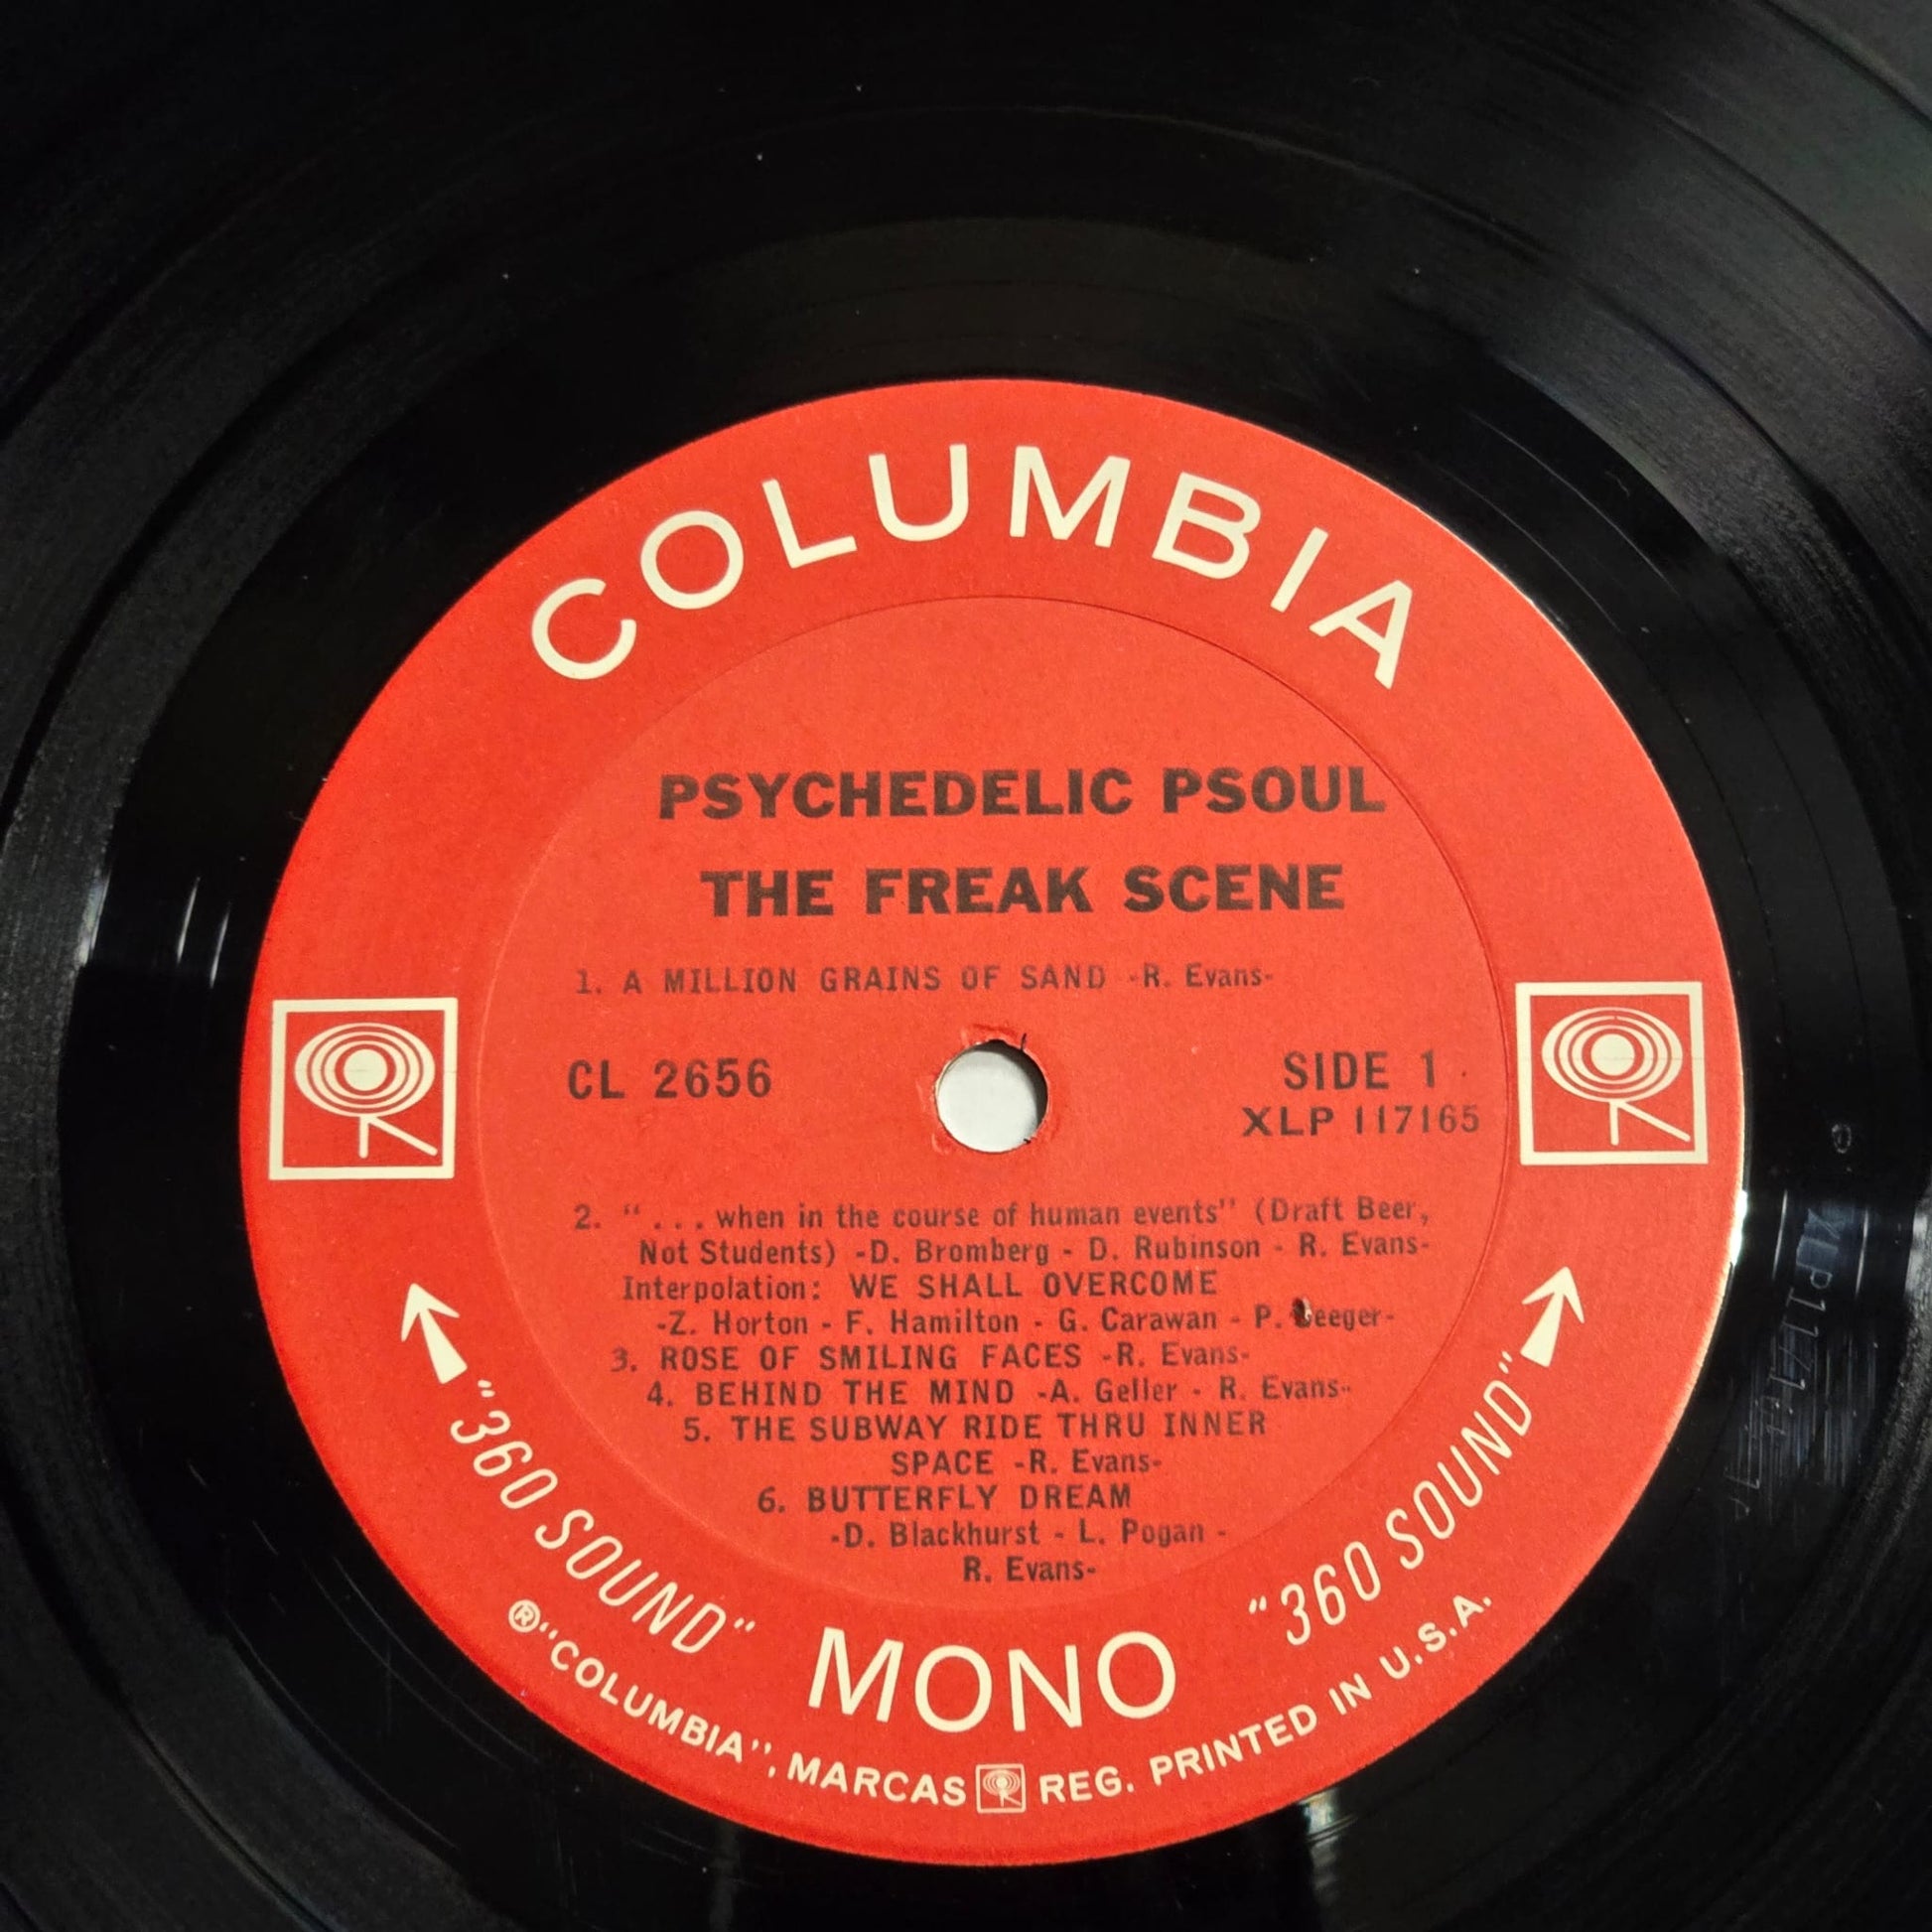 COLUMBIA
PSYCHEDELIC PSOUL
THE FREAK SCENE
1. A MILLION GRAINS OF SAND -R. Evans-
CL 2656
SIDE 1
XLP 117165
2. "... when in the course of human events" (Draft Beer,
Not Students) -D. Bromberg - D. Rubinson - R. Evans-
Interpolation: WE SHALL OVERCOME
-Z. Horton - F. Hamilton - G. Carawan - P. Seeger-
3. ROSE OF SMILING FACES -R. Evans-
4. BEHIND THE MIND -A. Geller - R. Evans-
5. THE SUBWAY RIDE THRU INNER
SPACE -R. Evans-
6. BUTTERFLY DREAM
-D. Blackhurst - L. Pogan -
R. Evans-
"360 SOUND" MONO "360 SOUND"
®"COLUMBIA", MARCAS REG. PRINTED IN U.S.A.